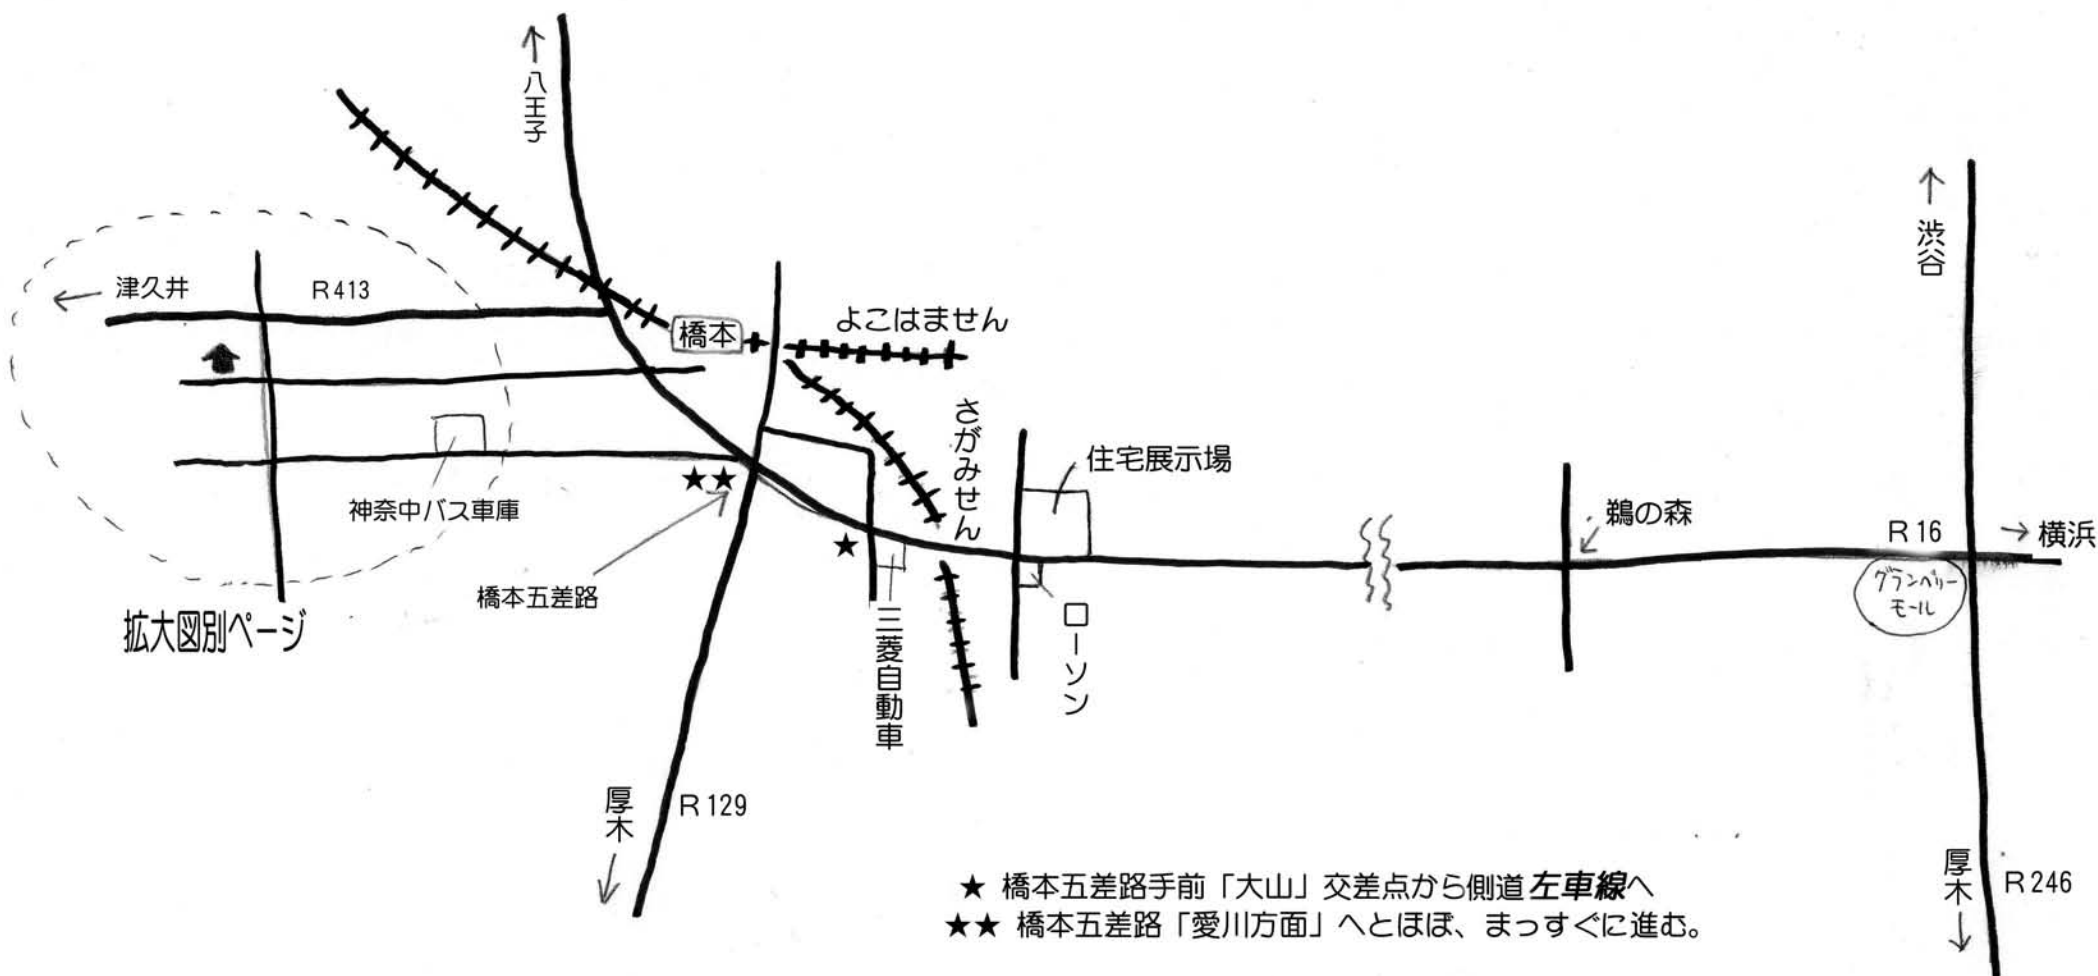 八王子
渋谷
津久井
R413
橋本
よこはません
さがみせん
住宅展示場
鵜の森
R16
横浜
グランベリー
モール
神奈中バス車庫
橋本五差路
拡大図別ページ
三菱自動車
ローソン
厚木
R129
厚木
R246
★ 橋本五差路手前「大山」交差点から側道左車線へ
★★ 橋本五差路「愛川方面」へとほぼ、まっすぐに進む。